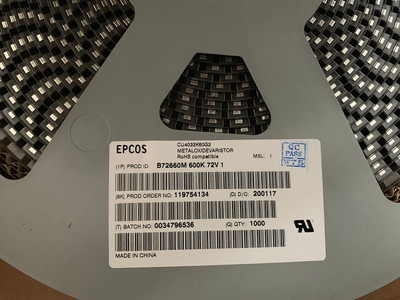 EPCOS
CU4032K60G2
METALOXIDEVARISTOR
RoHS compatible
MSL: 1
QC
PASS
(1P) PROD ID: B72660M 600K 72V 1
(9K) PROD ORDER NO: 119754134 (D) D/C: 200117
(T) BATCH NO: 0034796536 (Q) QTY: 1000
MADE IN CHINA